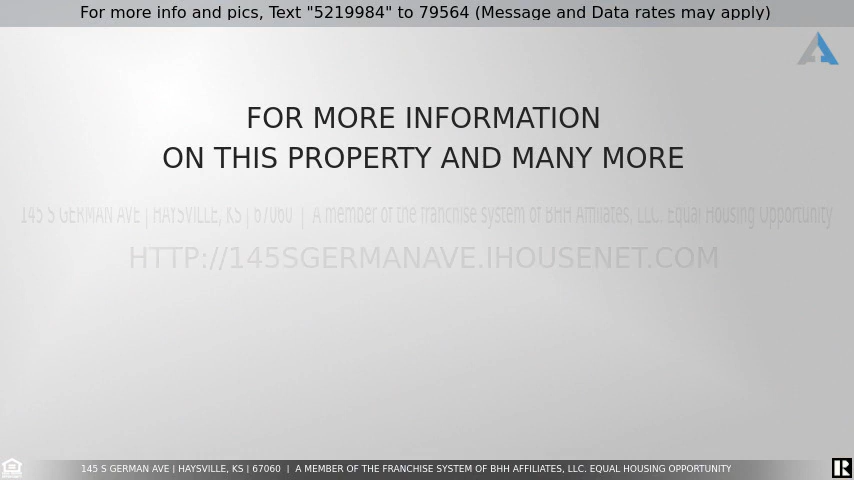 For more info and pics, Text "5219984" to 79564 (Message and Data rates may apply)
FOR MORE INFORMATION
ON THIS PROPERTY AND MANY MORE
145 S GERMAN AVE | HAYSVILLE, KS | 67060 | A member of the franchise system of BHH Affiliates, LLC. Equal Housing Opportunity
HTTP://145SGERMANAVE.IHOUSENET.COM
145 S GERMAN AVE | HAYSVILLE, KS | 67060 | A MEMBER OF THE FRANCHISE SYSTEM OF BHH AFFILIATES, LLC. EQUAL HOUSING OPPORTUNITY